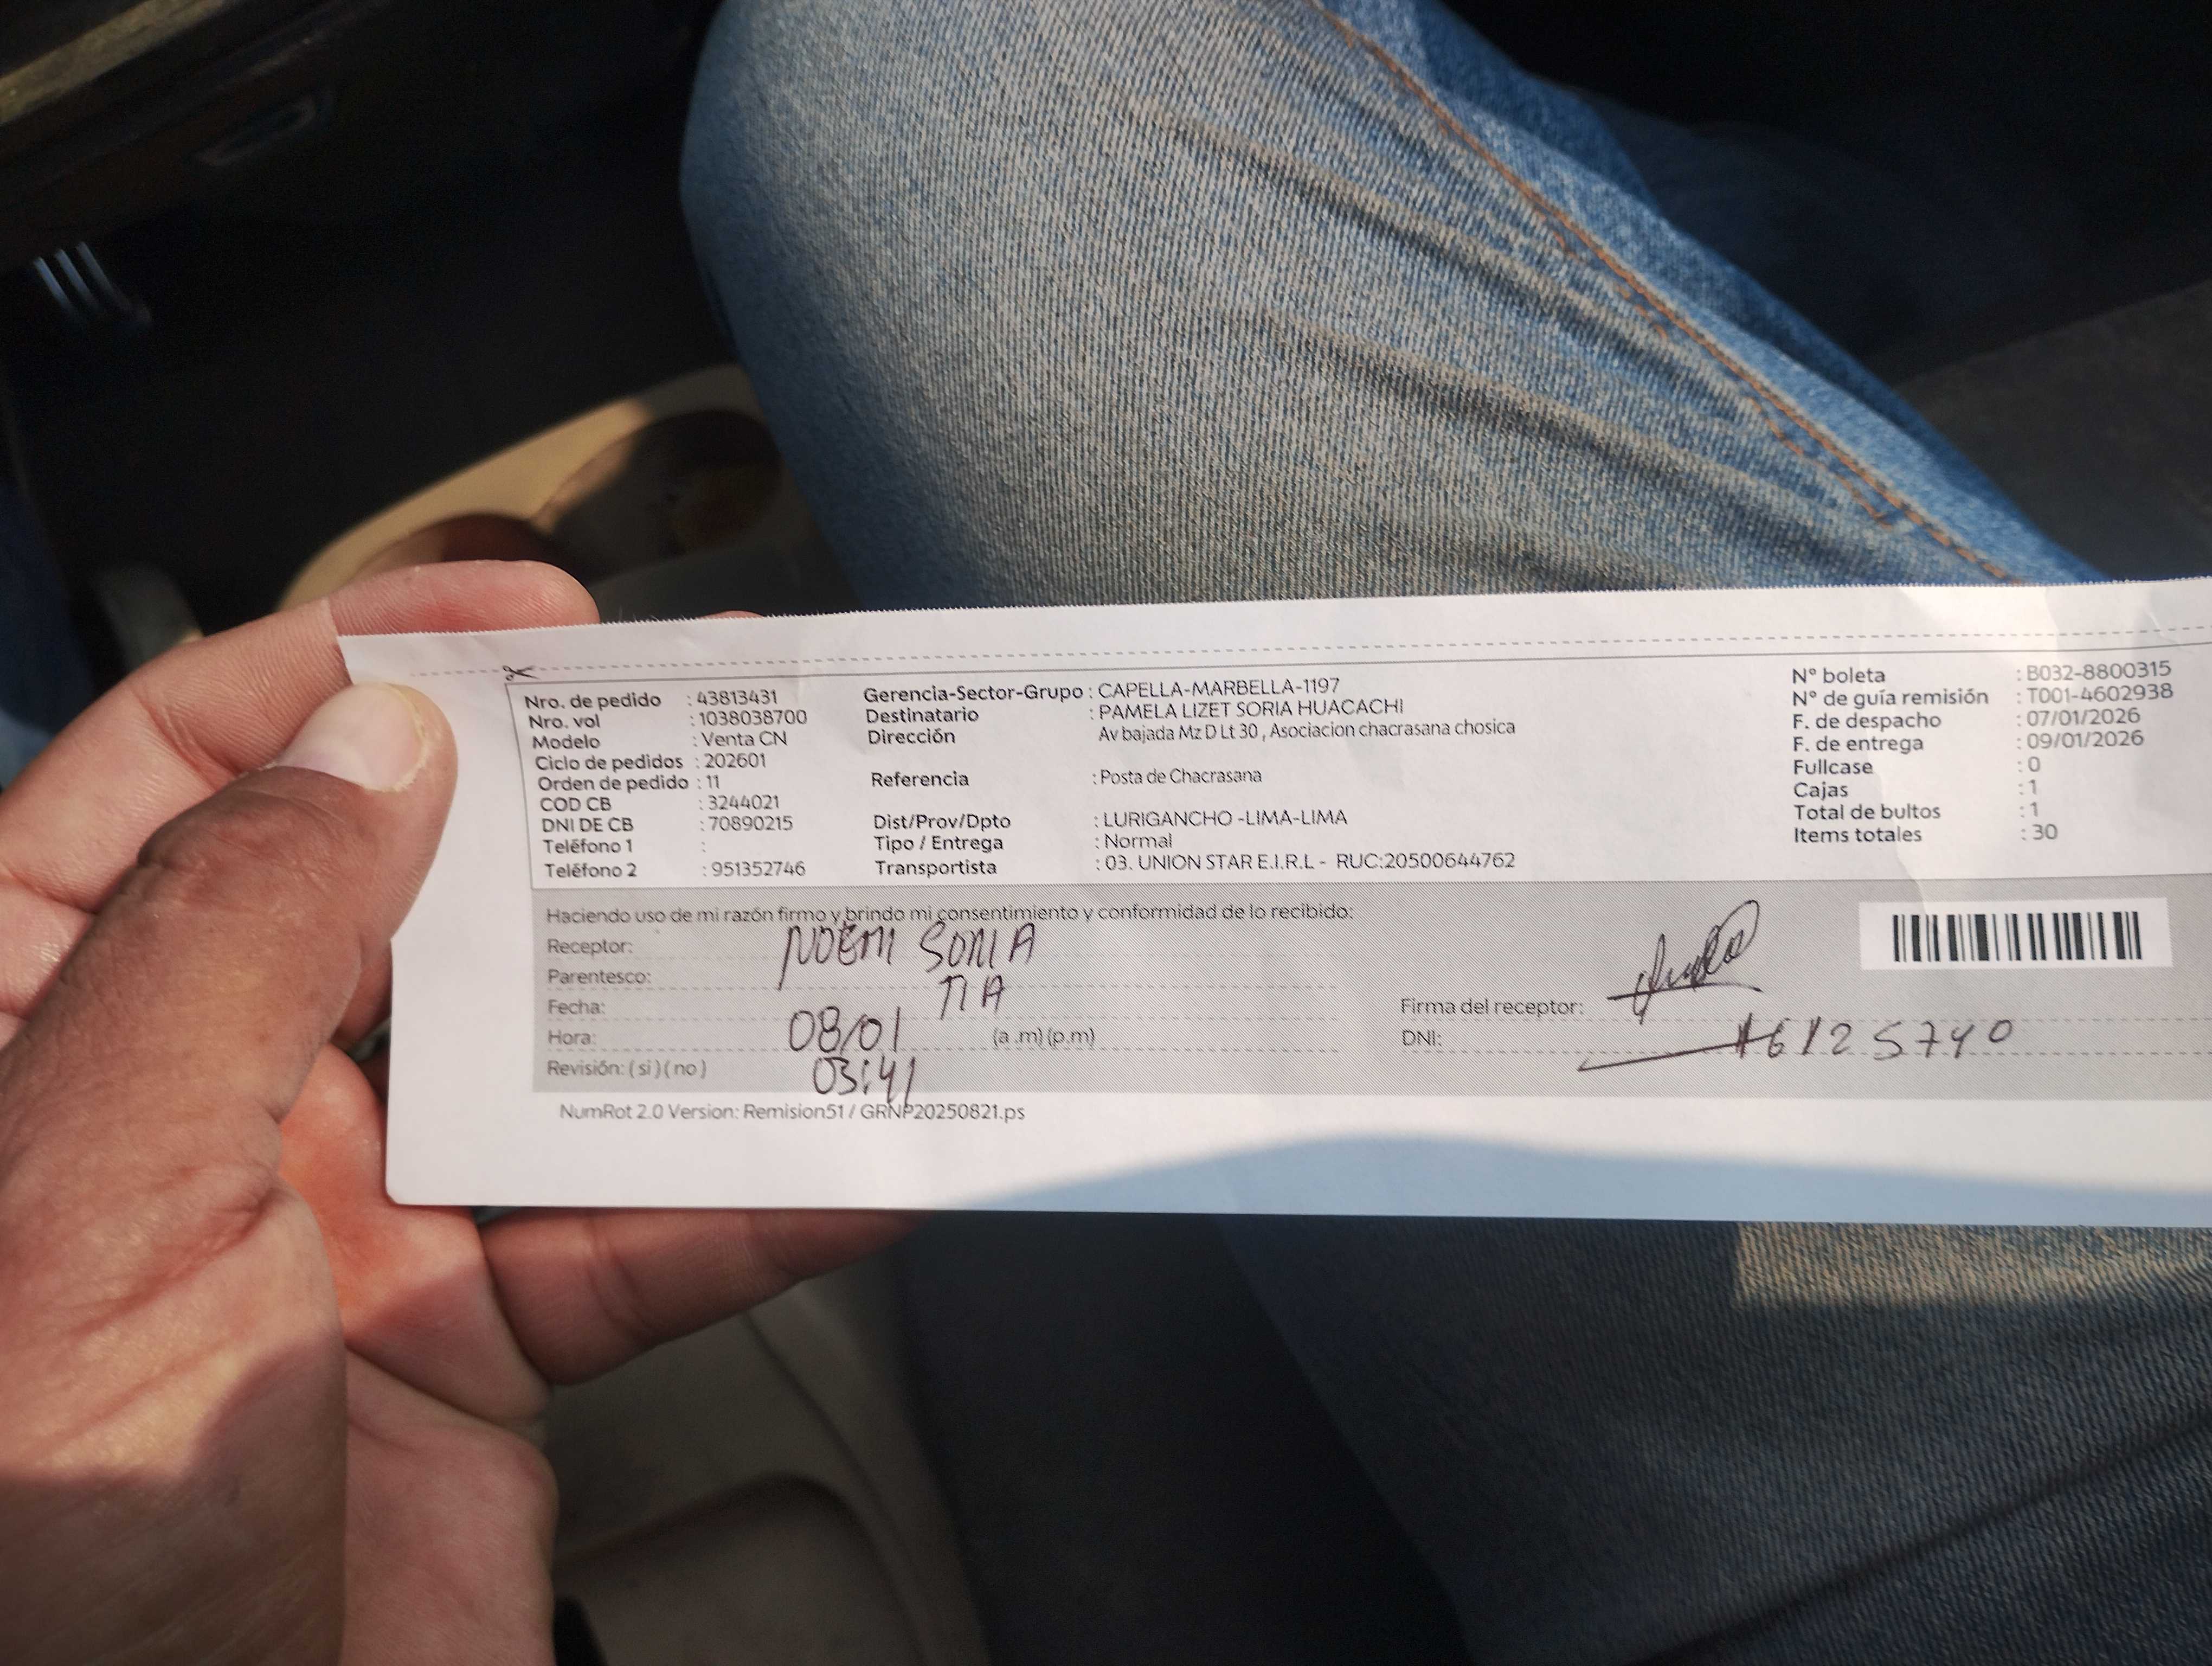 Nro. de pedido : 43813431
Nro. vol : 1038038700
Modelo : Venta CN
Ciclo de pedidos : 202601
Orden de pedido : 11
COD CB : 3244021
DNI DE CB : 70890215
Teléfono 1 :
Teléfono 2 : 951352746
Gerencia-Sector-Grupo : CAPELLA-MARBELLA-1197
Destinatario : PAMELA LIZET SORIA HUACACHI
Dirección Av bajada Mz D Lt 30 , Asociacion chacrasana chosica
Referencia : Posta de Chacrasana
Dist/Prov/Dpto : LURIGANCHO -LIMA-LIMA
Tipo / Entrega : Normal
Transportista : 03. UNION STAR E.I.R.L - RUC:20500644762
N° boleta : B032-8800315
N° de guía remisión : T001-4602938
F. de despacho : 07/01/2026
F. de entrega : 09/01/2026
Fullcase : 0
Cajas : 1
Total de bultos : 1
Items totales : 30
Haciendo uso de mi razón firmo y brindo mi consentimiento y conformidad de lo recibido:
Receptor: NOEMI SORIA
Parentesco: TIA
Fecha: 08/01
Hora: 03:41 (a .m) (p.m)
Revisión: ( si ) ( no )
Firma del receptor:
DNI: 16125740
NumRot 2.0 Version: Remision51 / GRNP20250821.ps